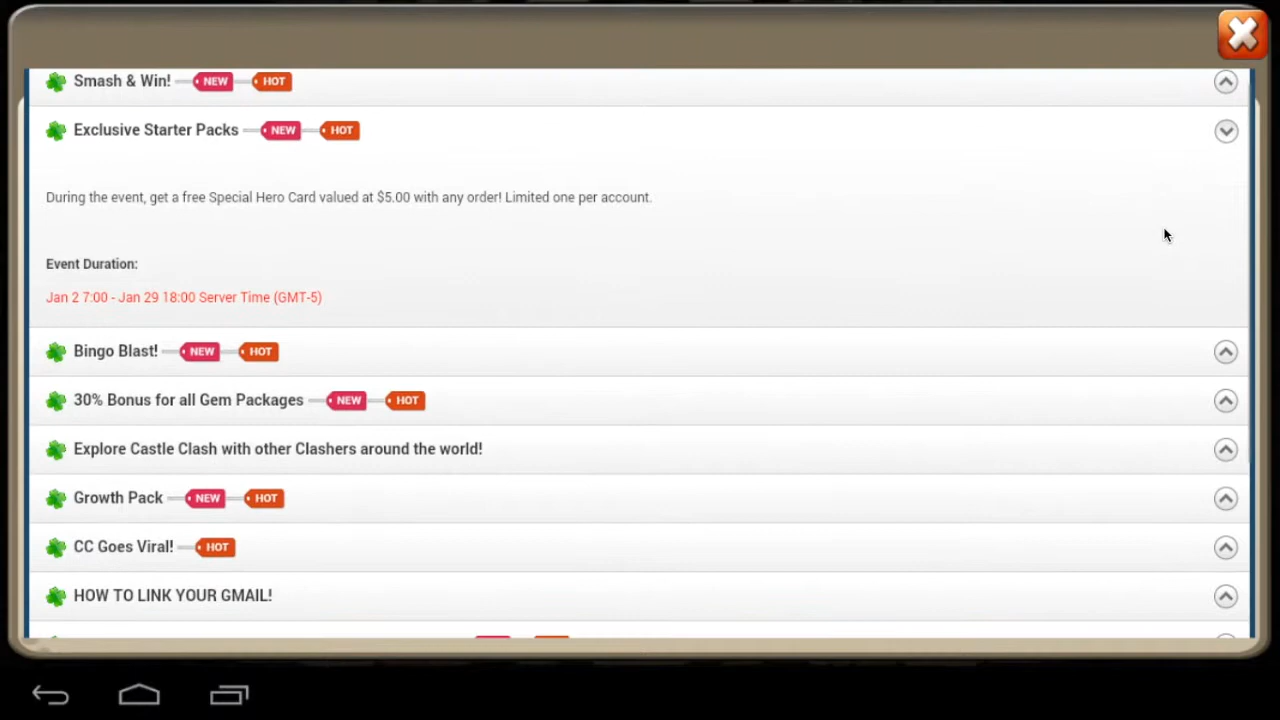 Smash & Win! NEW HOT
Exclusive Starter Packs NEW HOT
During the event, get a free Special Hero Card valued at $5.00 with any order! Limited one per account.
Event Duration:
Jan 2 7:00 - Jan 29 18:00 Server Time (GMT-5)
Bingo Blast! NEW HOT
30% Bonus for all Gem Packages NEW HOT
Explore Castle Clash with other Clashers around the world!
Growth Pack NEW HOT
CC Goes Viral! HOT
HOW TO LINK YOUR GMAIL!